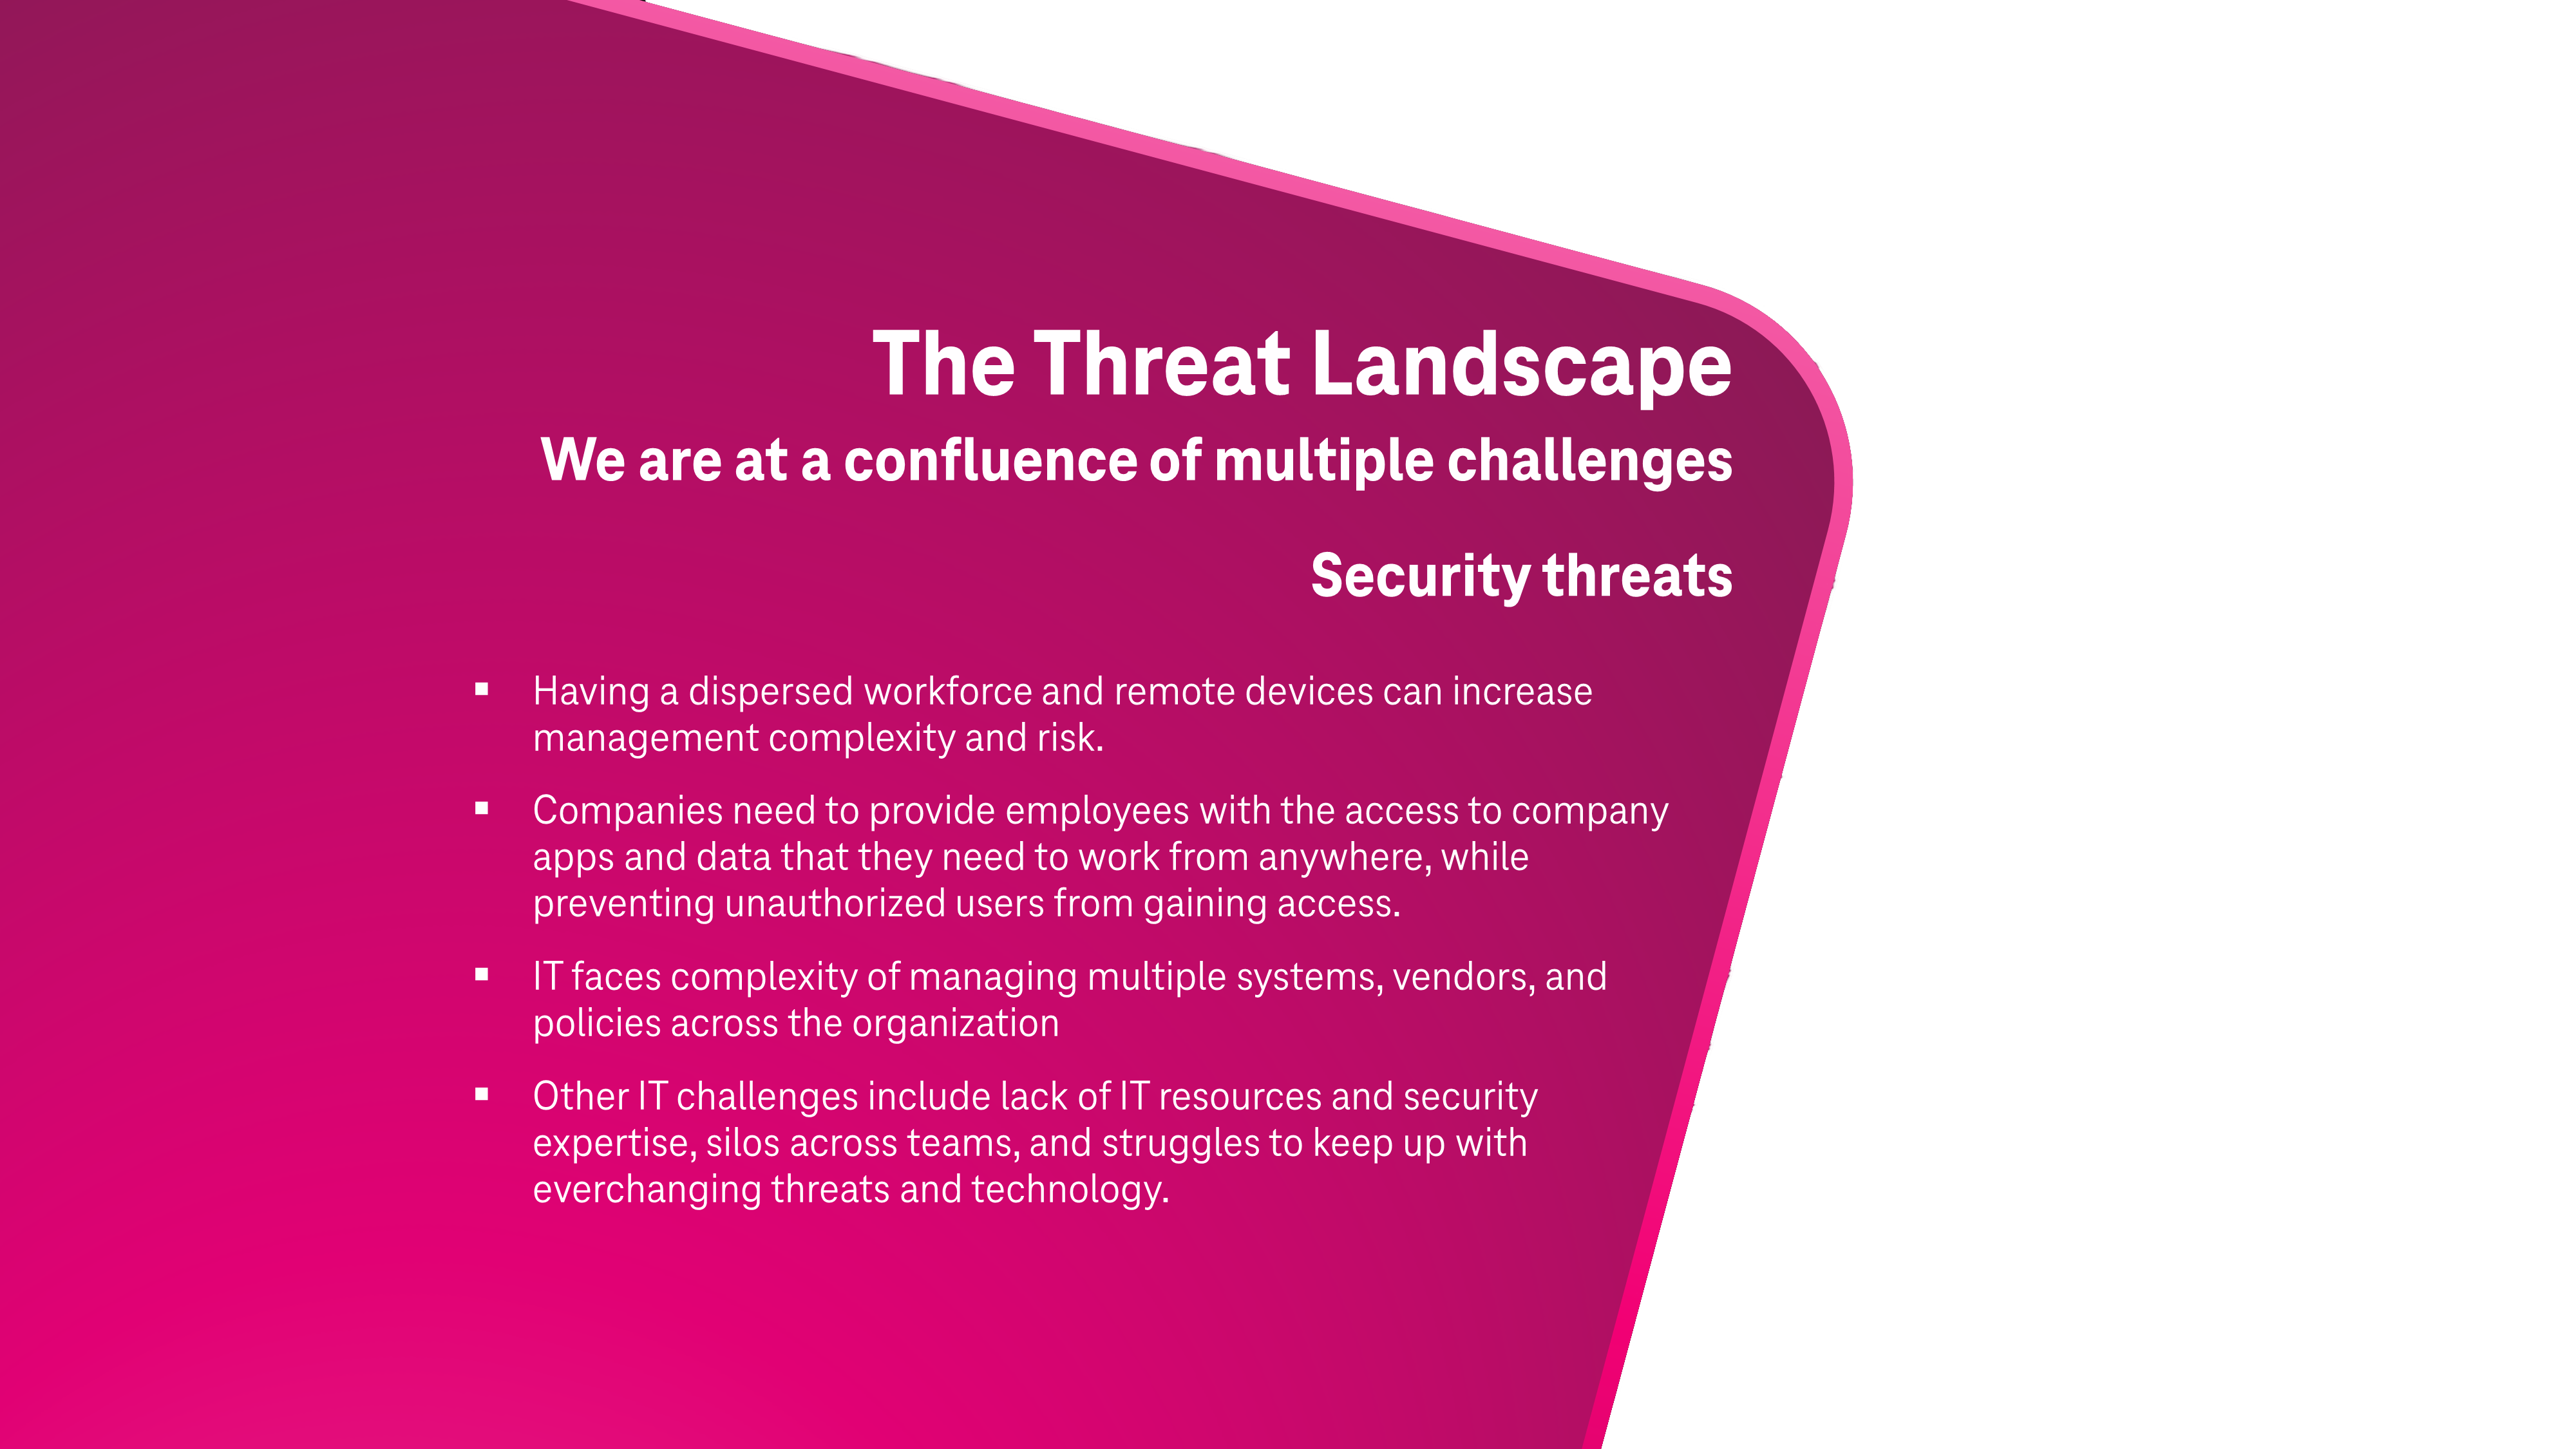 The Threat Landscape
We are at a confluence of multiple challenges
Security threats
▪ Having a dispersed workforce and remote devices can increase
management complexity and risk.
▪ Companies need to provide employees with the access to company
apps and data that they need to work from anywhere, while
preventing unauthorized users from gaining access.
▪ IT faces complexity of managing multiple systems, vendors, and
policies across the organization
▪ Other IT challenges include lack of IT resources and security
expertise, silos across teams, and struggles to keep up with
everchanging threats and technology.